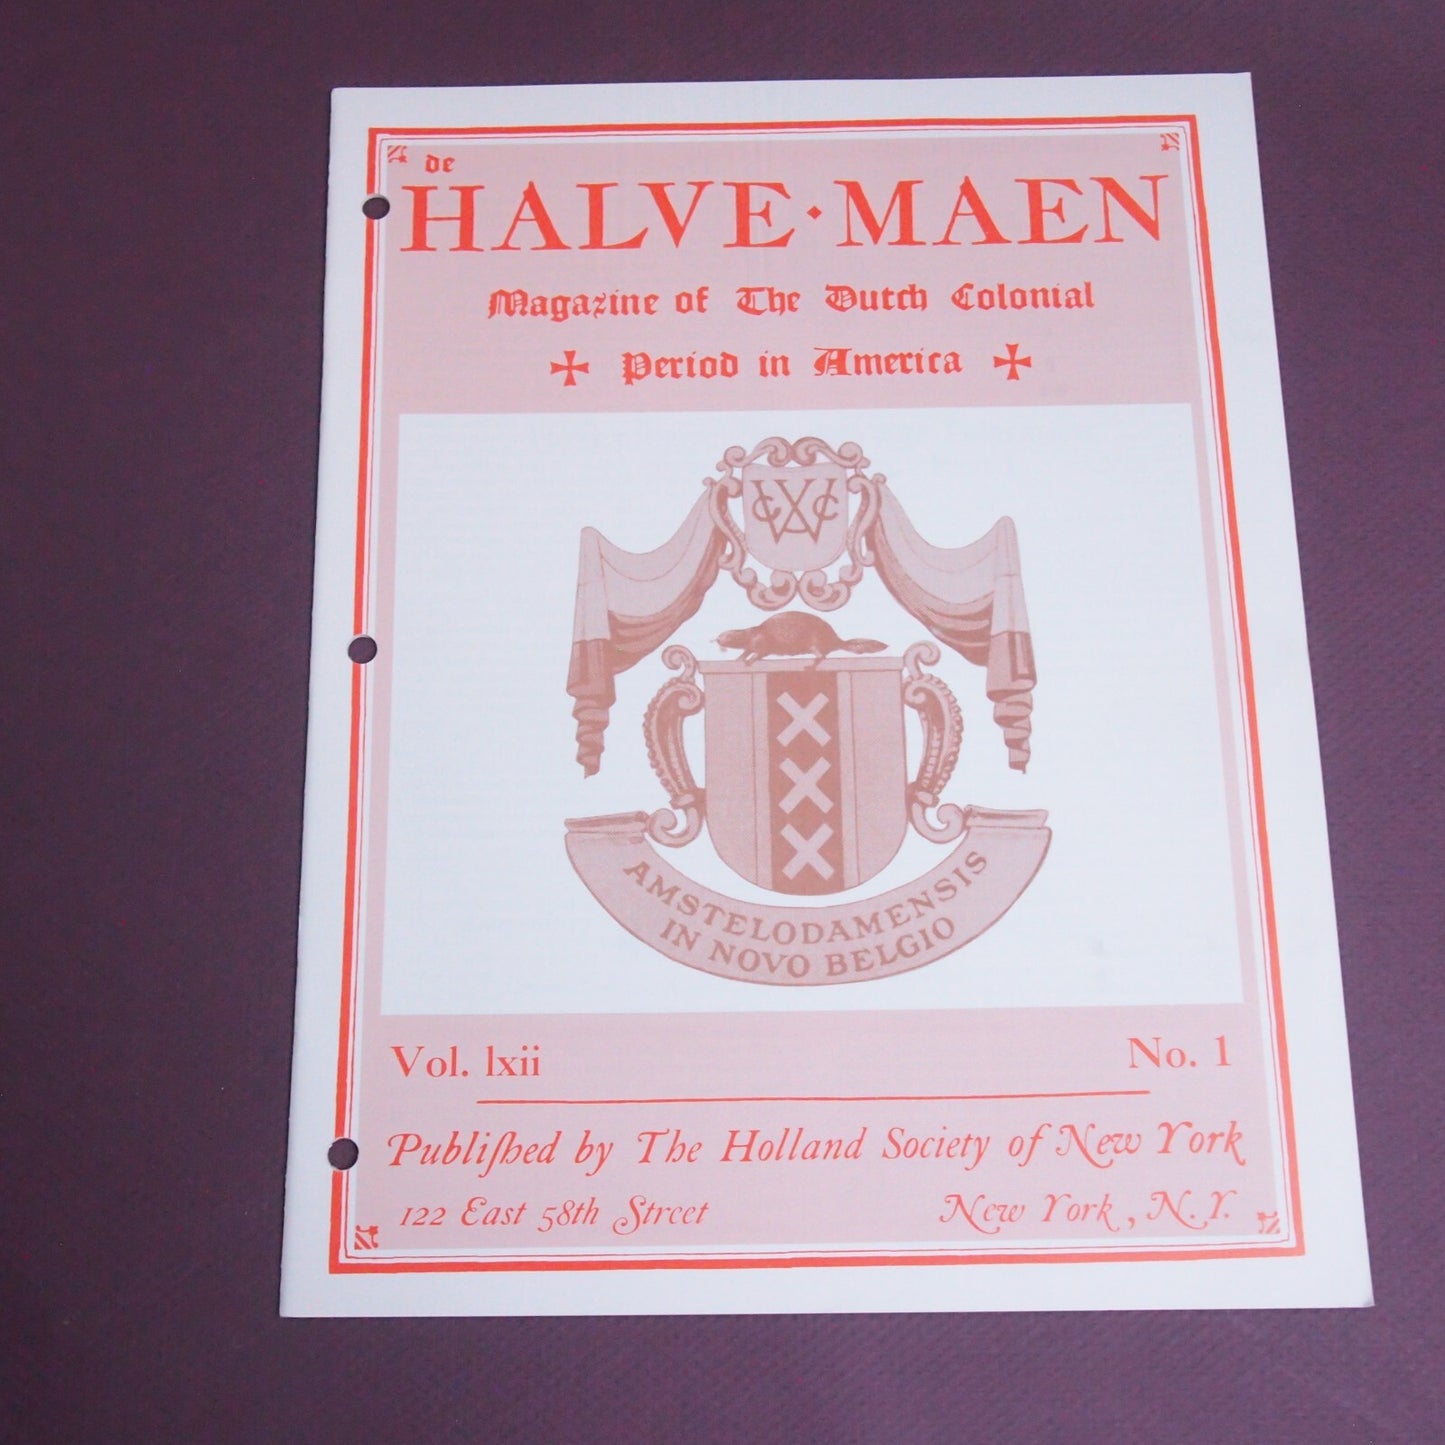 de
HALVE·MAEN
Magazine of The Dutch Colonial
Period in America
AMSTELODAMENSIS
IN NOVO BELGIO
Vol. lxii
No. 1
Publiſhed by The Holland Society of New York
122 East 58th Street
New York, N.Y.